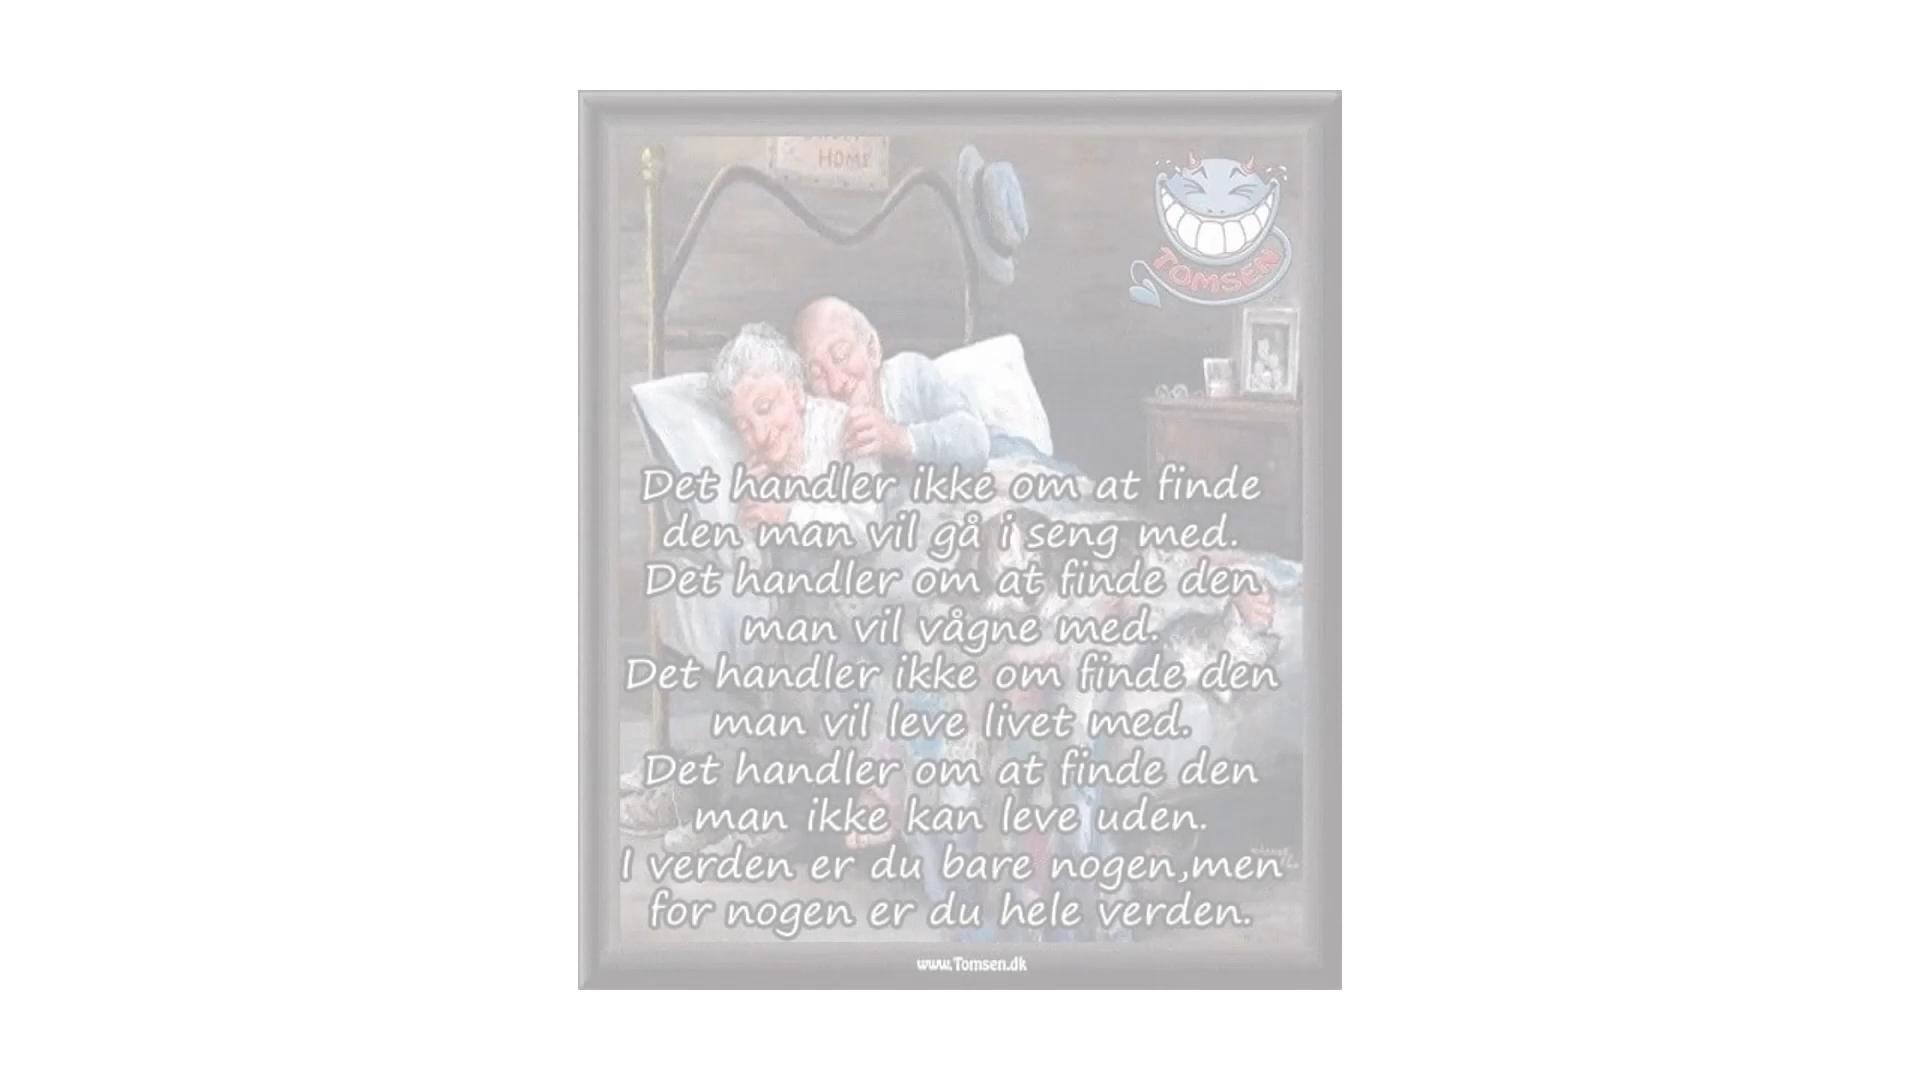 HOME
TOMSEN
Det handler ikke om at finde
den man vil gå i seng med.
Det handler om at finde den
man vil vågne med.
Det handler ikke om finde den
man vil leve livet med.
Det handler om at finde den
man ikke kan leve uden.
I verden er du bare nogen,men
for nogen er du hele verden.
www.Tomsen.dk